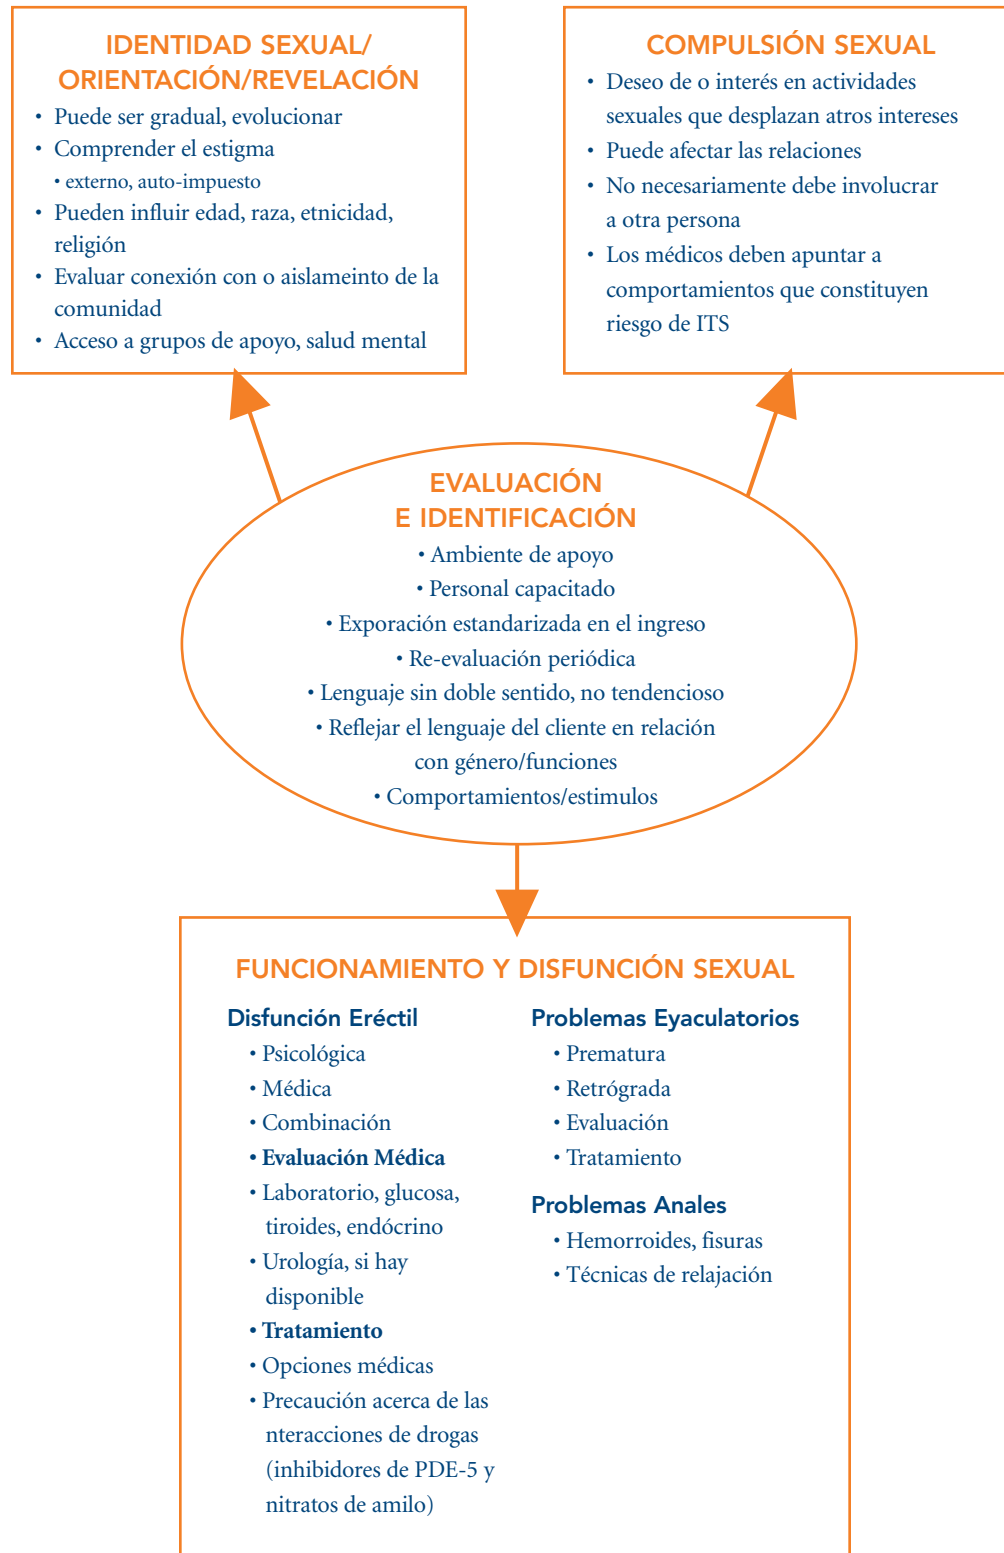 IDENTIDAD SEXUAL/
ORIENTACIÓN/REVELACIÓN
• Puede ser gradual, evolucionar
• Comprender el estigma
• externo, auto-impuesto
• Pueden influir edad, raza, etnicidad,
religión
• Evaluar conexión con o aislameinto de la
comunidad
• Acceso a grupos de apoyo, salud mental
COMPULSIÓN SEXUAL
• Deseo de o interés en actividades
sexuales que desplazan atros intereses
• Puede afectar las relaciones
• No necesariamente debe involucrar
a otra persona
• Los médicos deben apuntar a
comportamientos que constituyen
riesgo de ITS
EVALUACIÓN
E IDENTIFICACIÓN
• Ambiente de apoyo
• Personal capacitado
• Exporación estandarizada en el ingreso
• Re-evaluación periódica
• Lenguaje sin doble sentido, no tendencioso
• Reflejar el lenguaje del cliente en relación
con género/funciones
• Comportamientos/estimulos
FUNCIONAMIENTO Y DISFUNCIÓN SEXUAL
Disfunción Eréctil
• Psicológica
• Médica
• Combinación
• Evaluación Médica
• Laboratorio, glucosa,
tiroides, endócrino
• Urología, si hay
disponible
• Tratamiento
• Opciones médicas
• Precaución acerca de las
nteracciones de drogas
(inhibidores de PDE-5 y
nitratos de amilo)
Problemas Eyaculatorios
• Prematura
• Retrógrada
• Evaluación
• Tratamiento
Problemas Anales
• Hemorroides, fisuras
• Técnicas de relajación